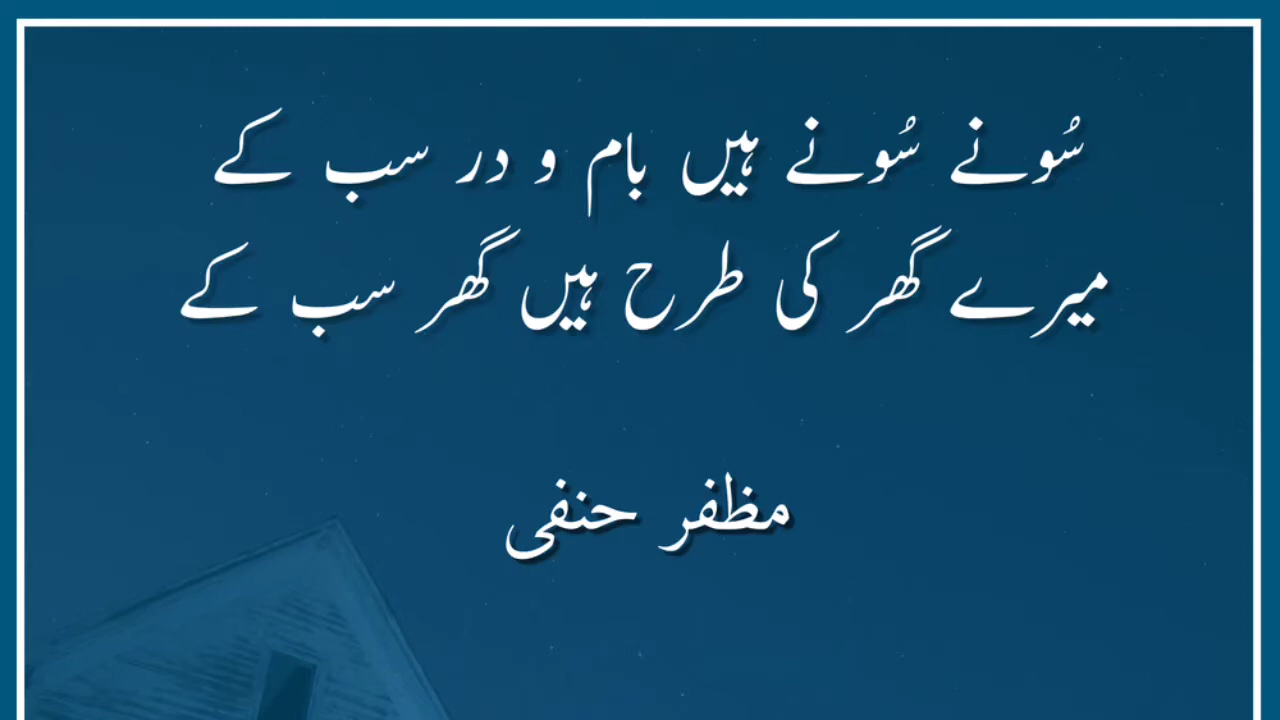 سُونے سُونے ہیں بام و در سب کے
میرے گھر کی طرح ہیں گھر سب کے
مظفر حنفی